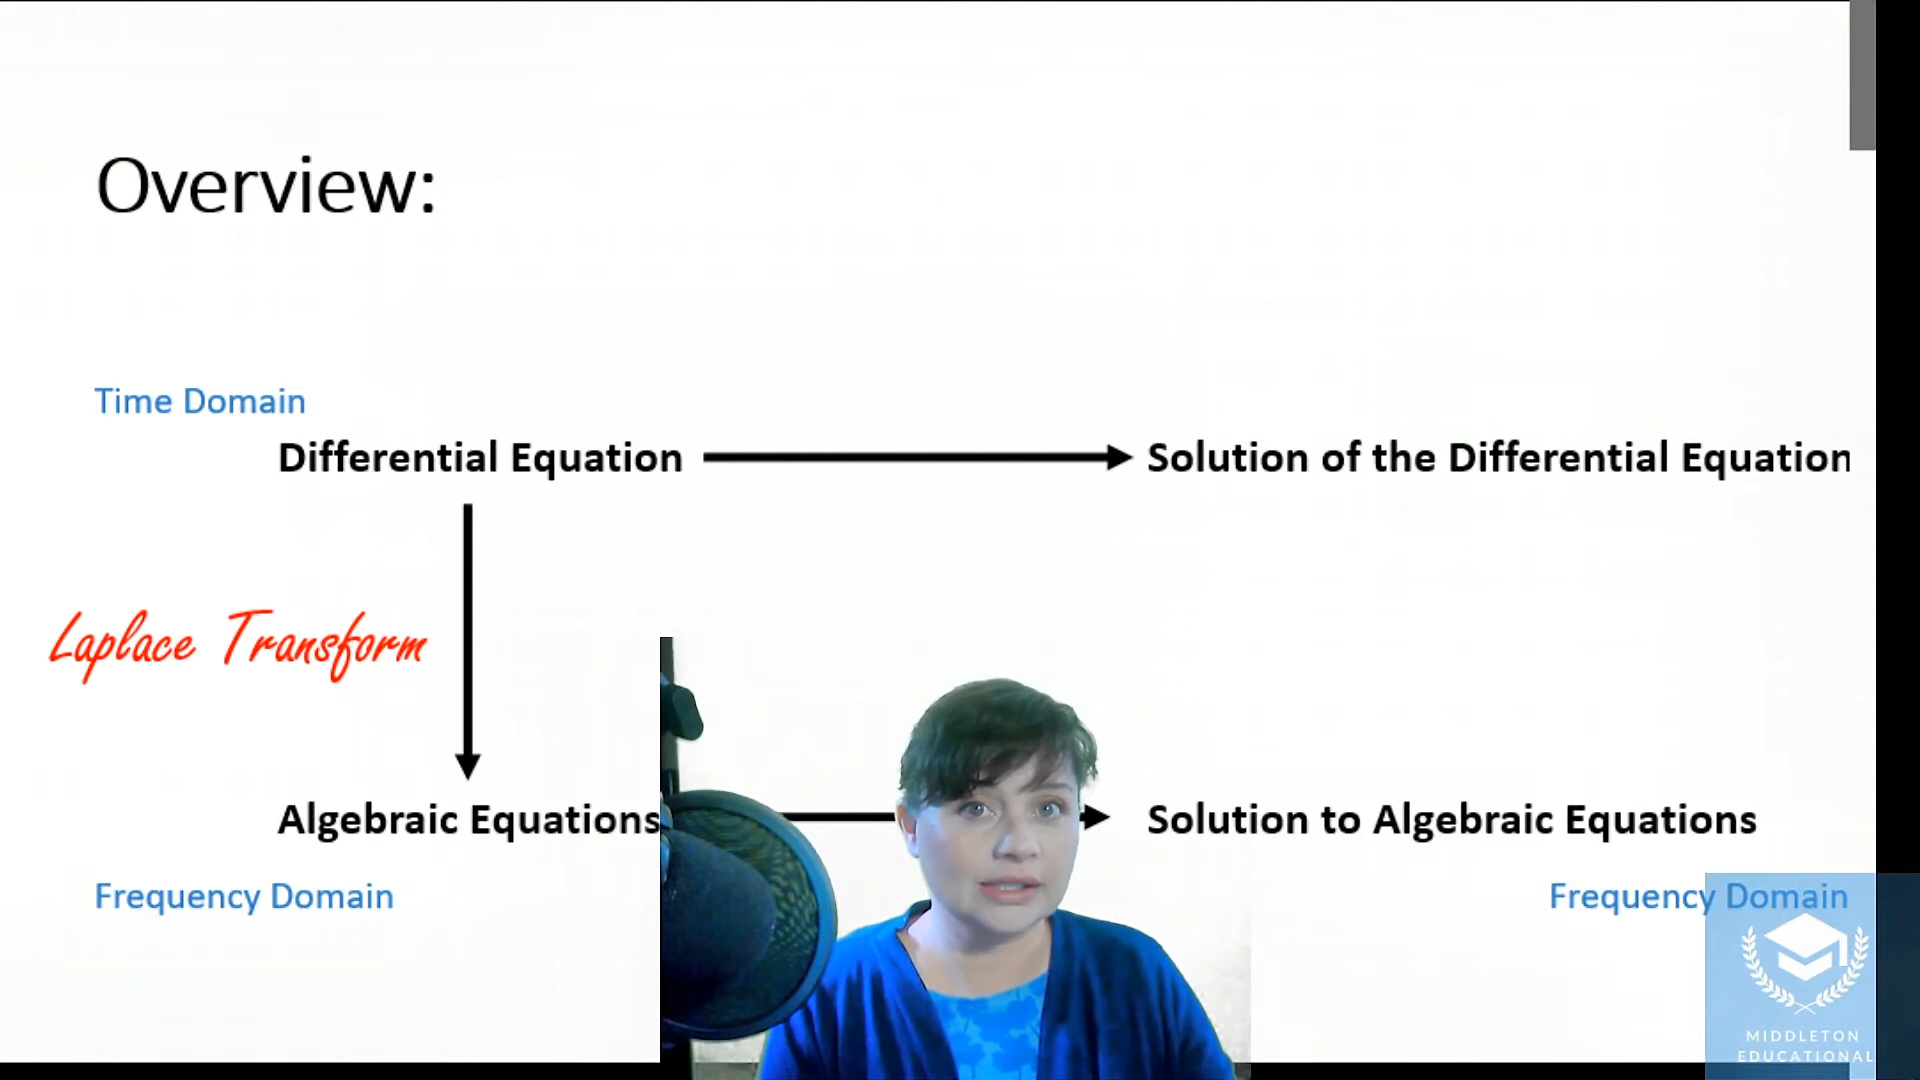 Overview:
Time Domain
Differential Equation
Solution of the Differential Equation
Laplace Transform
Algebraic Equations
Solution to Algebraic Equations
Frequency Domain
Frequency Domain
MIDDLETON
EDUCATIONAL